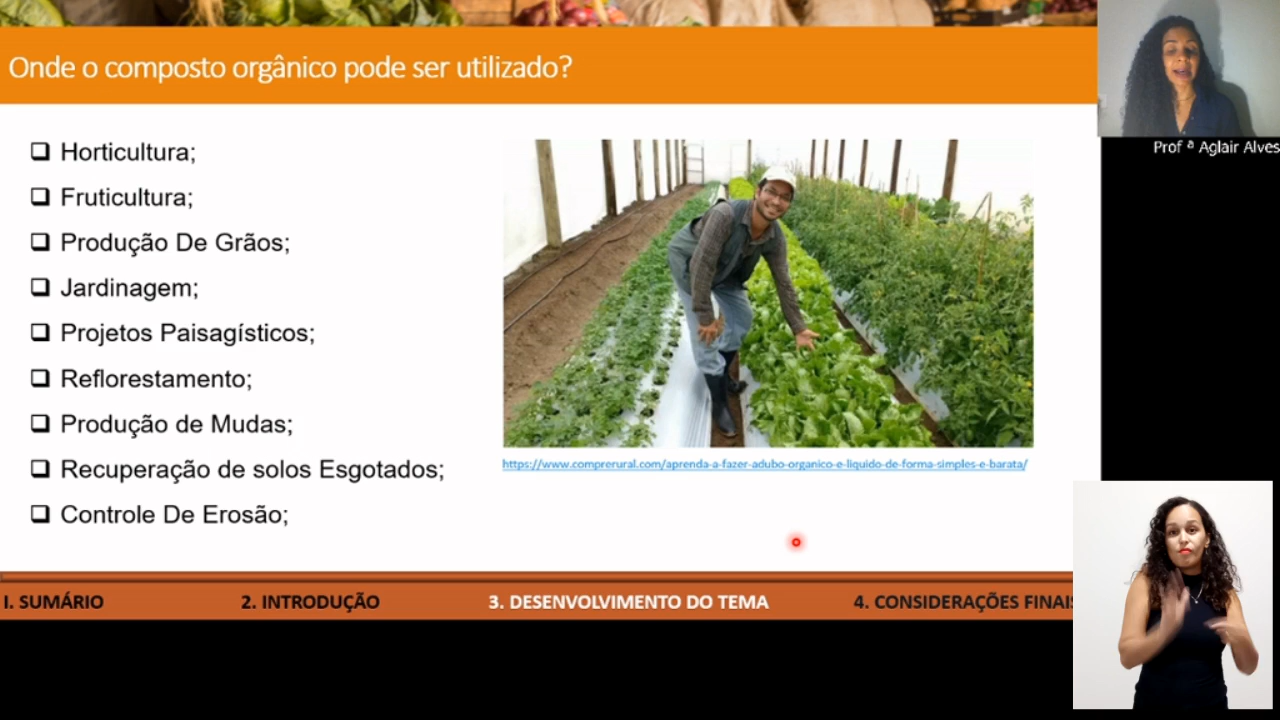 Onde o composto orgânico pode ser utilizado?
Prof ª Aglair Alves
Horticultura;
Fruticultura;
Produção De Grãos;
Jardinagem;
Projetos Paisagísticos;
Reflorestamento;
Produção de Mudas;
Recuperação de solos Esgotados;
Controle De Erosão;
https://www.comprerural.com/aprenda-a-fazer-adubo-organico-e-liquido-de-forma-simples-e-barata/
I. SUMÁRIO
2. INTRODUÇÃO
3. DESENVOLVIMENTO DO TEMA
4. CONSIDERAÇÕES FINAIS